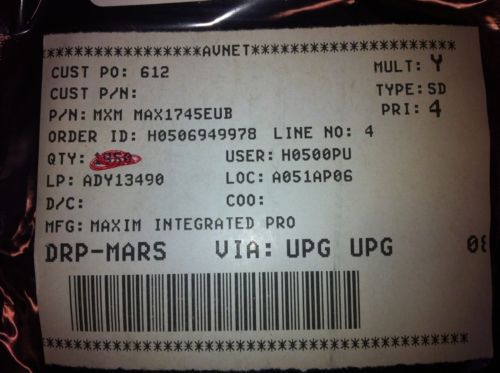 ********************AVNET********************
CUST PO: 612 MULT: Y
CUST P/N: TYPE: SD
P/N: MXM MAX1745EUB PRI: 4
ORDER ID: H0506949978 LINE NO: 4
QTY: USER: H0500PU
LP: ADY13490 LOC: A051AP06
D/C: COO:
MFG: MAXIM INTEGRATED PRO
DRP-MARS VIA: UPG UPG
*********************************************